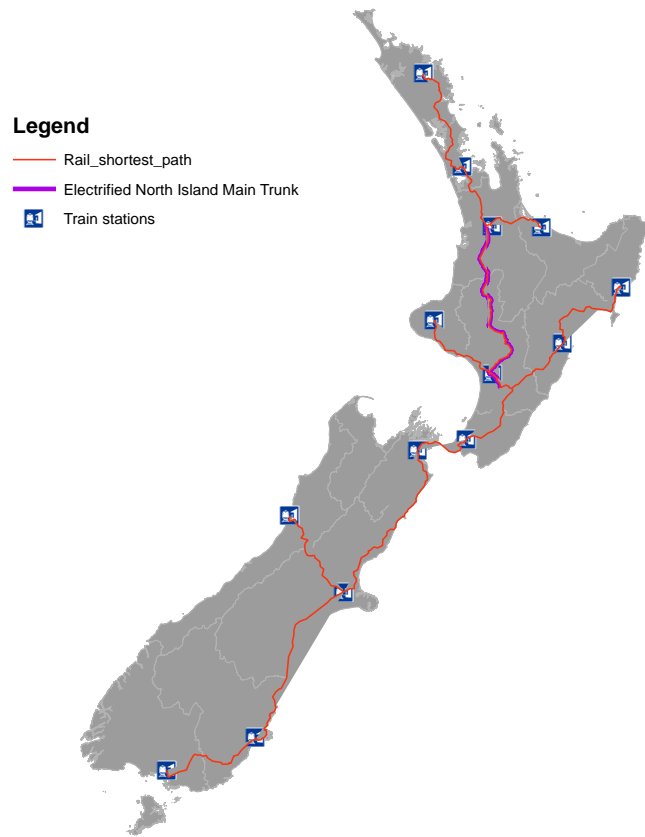 Legend
Rail_shortest_path
Electrified North Island Main Trunk
Train stations